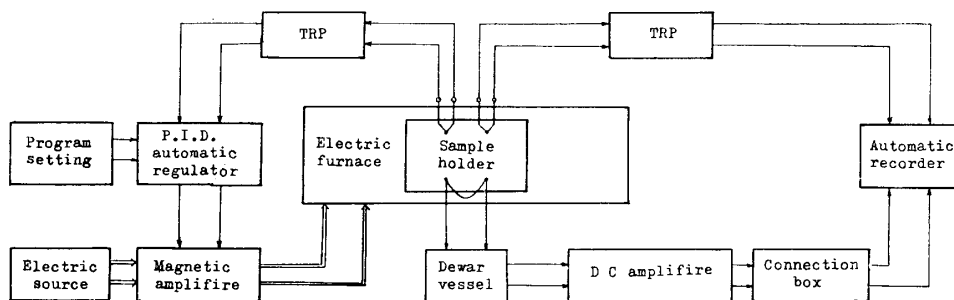 TRP
TRP
Program
setting
P.I.D.
automatic
regulator
Electric
furnace
Sample
holder
Automatic
recorder
Electric
source
Magnetic
amplifire
Dewar
vessel
D C amplifire
Connection
box